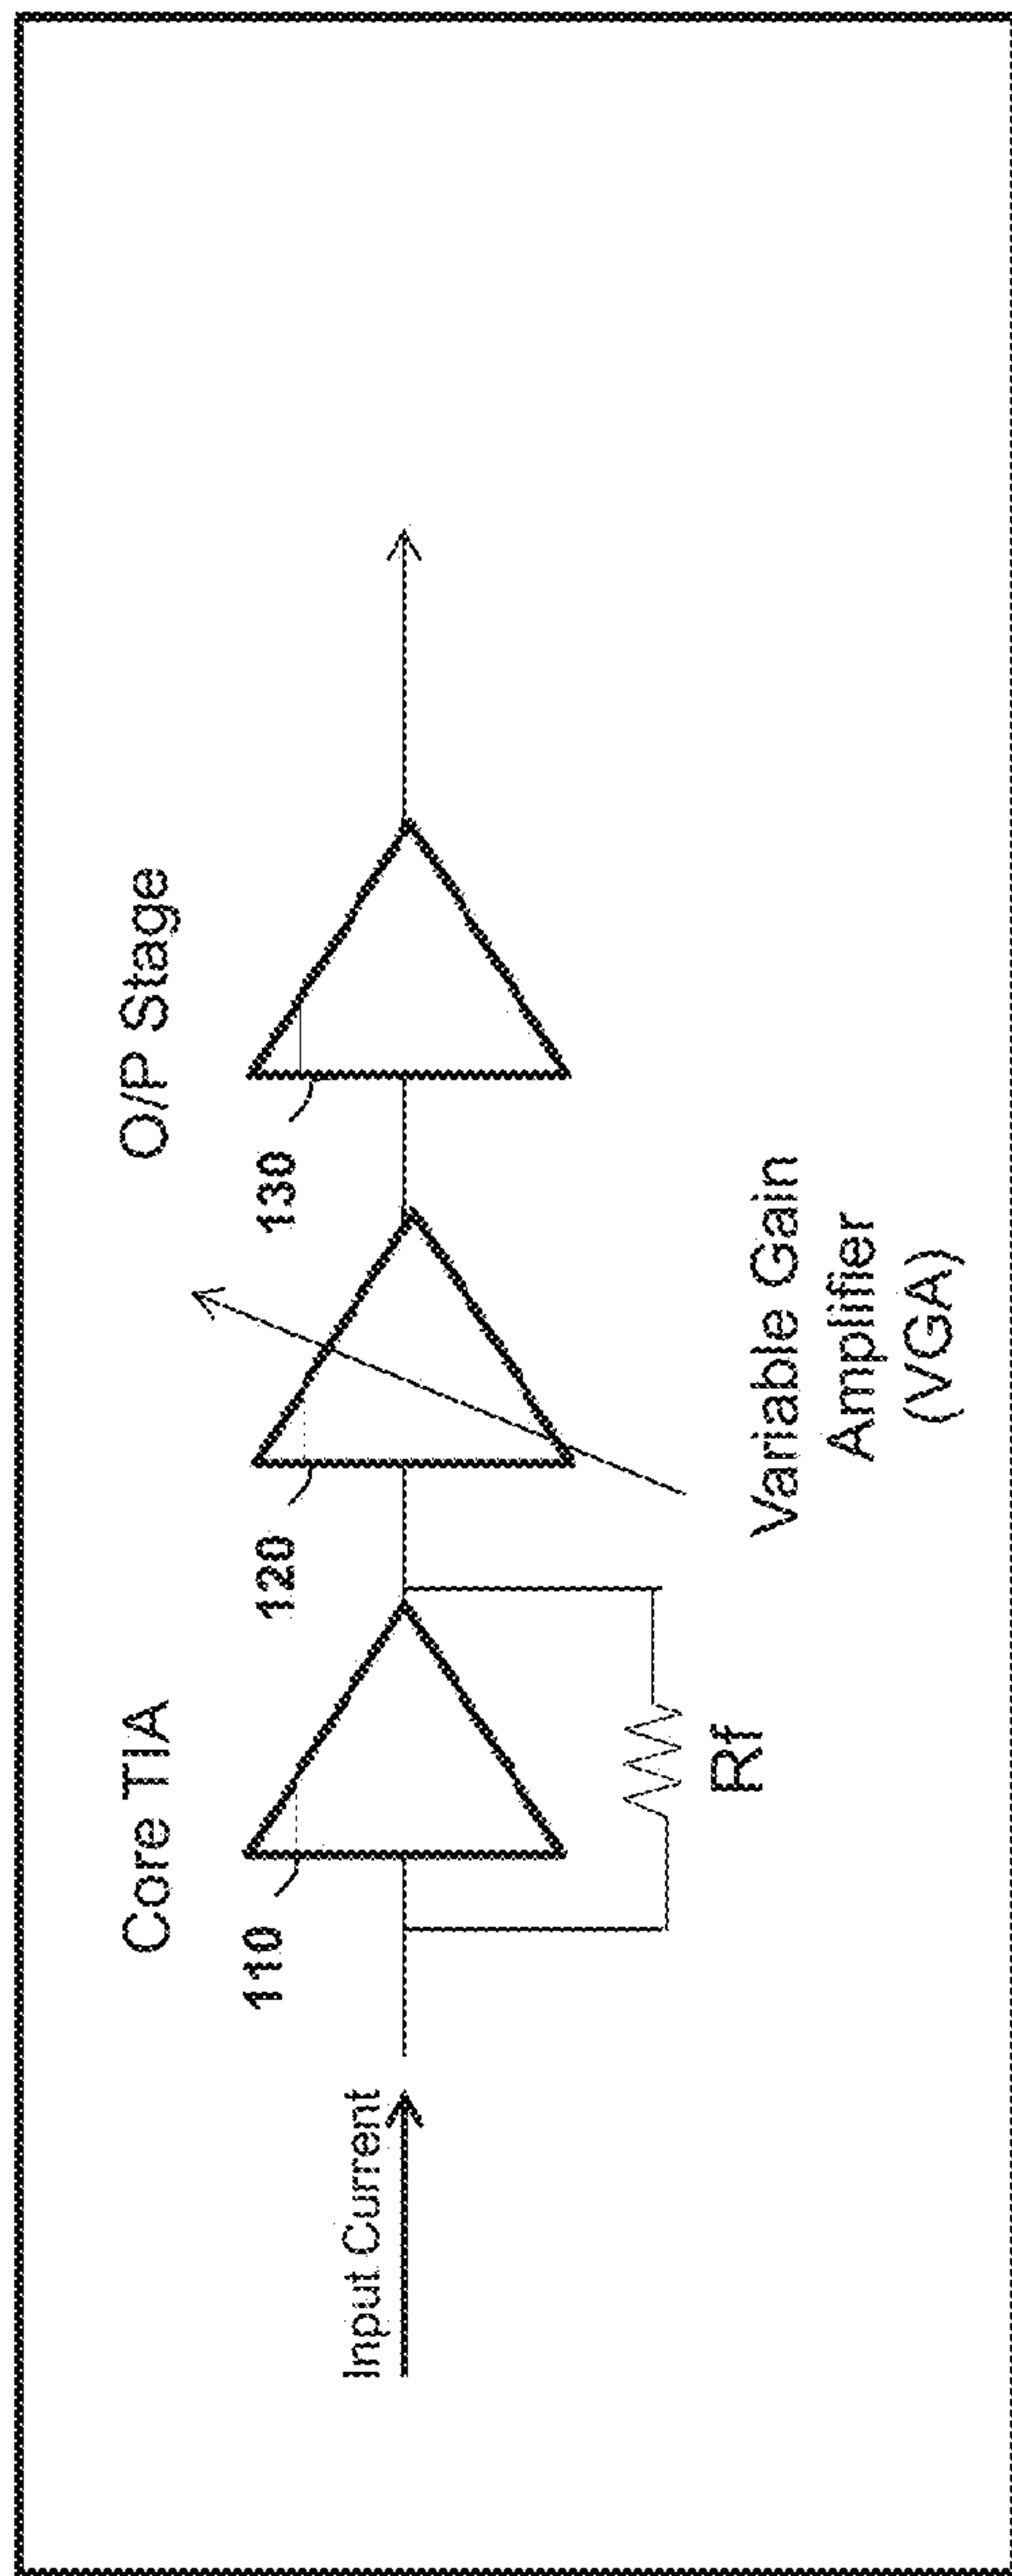 Core TIA
O/P Stage
110
120
130
Input Current
Rf
Variable Gain
Amplifier
(VGA)